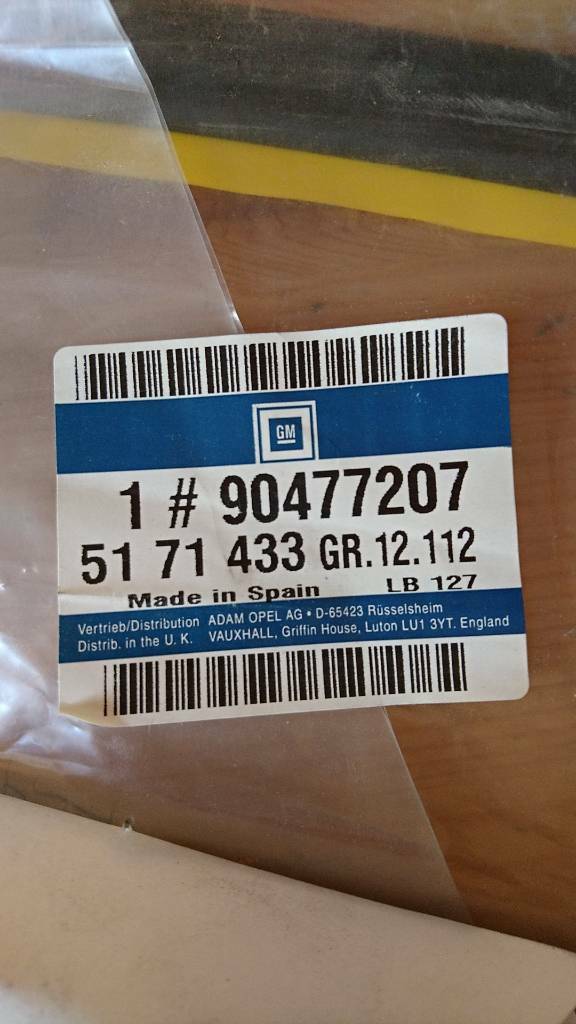 GM
1 # 90477207
51 71 433 GR.12.112
Made in Spain LB 127
Vertrieb/Distribution ADAM OPEL AG • D-65423 Rüsselsheim
Distrib. in the U. K. VAUXHALL, Griffin House, Luton LU1 3YT. England